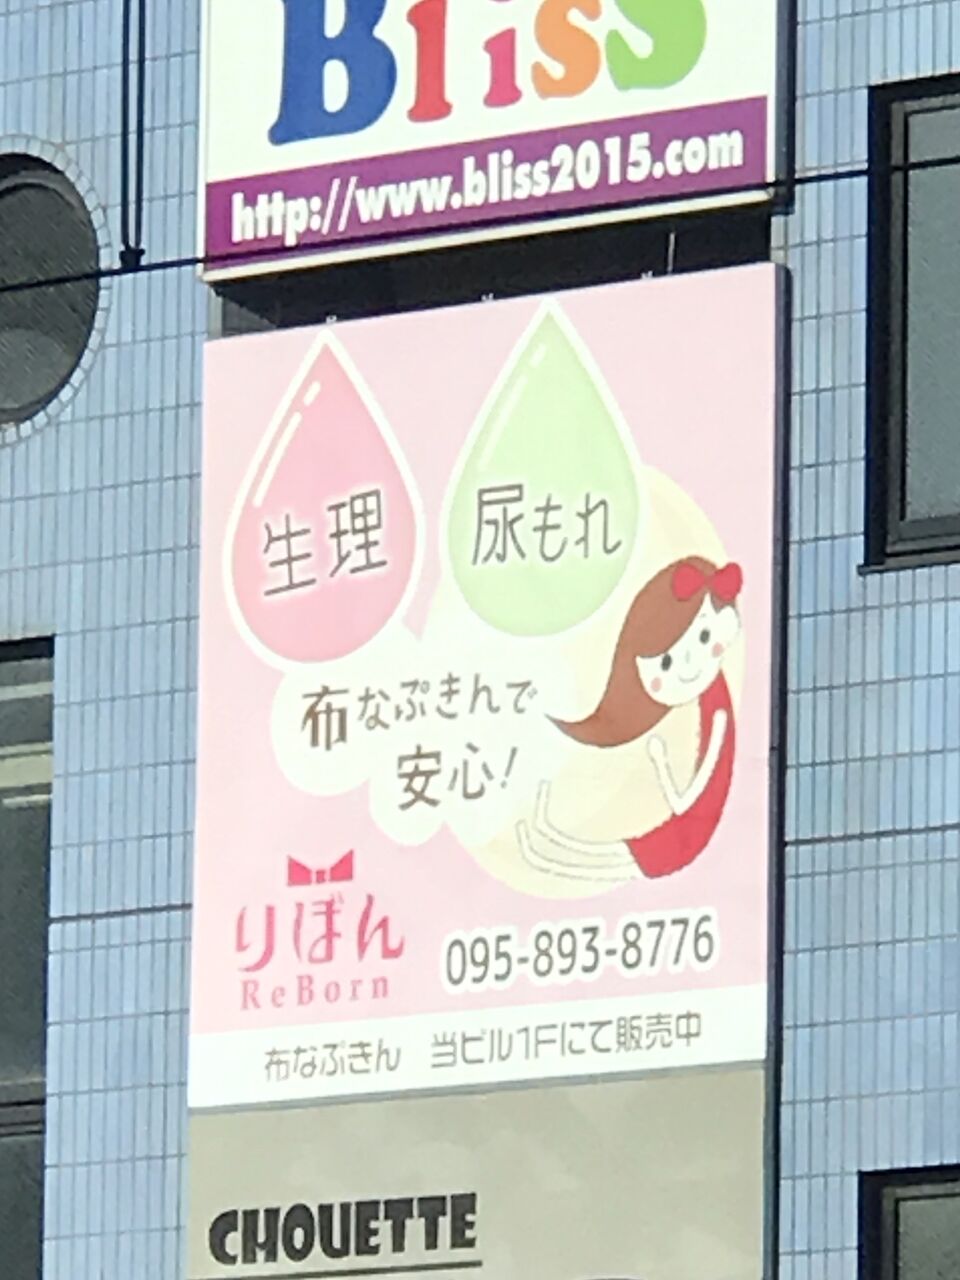 Bliss
http://www.bliss2015.com
生理
尿もれ
布なぷきんで
安心!
りぼん
ReBorn
095-893-8776
布なぷきん 当ビル1Fにて販売中
CHOUETTE